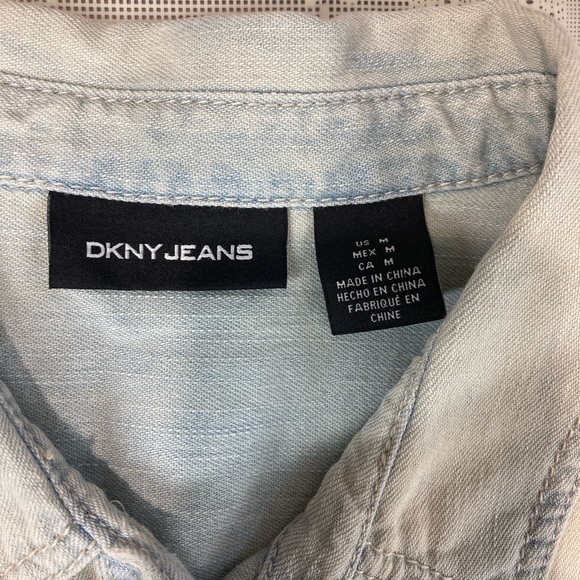 DKNY JEANS
US M
MEX M
CA M
MADE IN CHINA
HECHO EN CHINA
FABRIQUÉ EN
CHINE